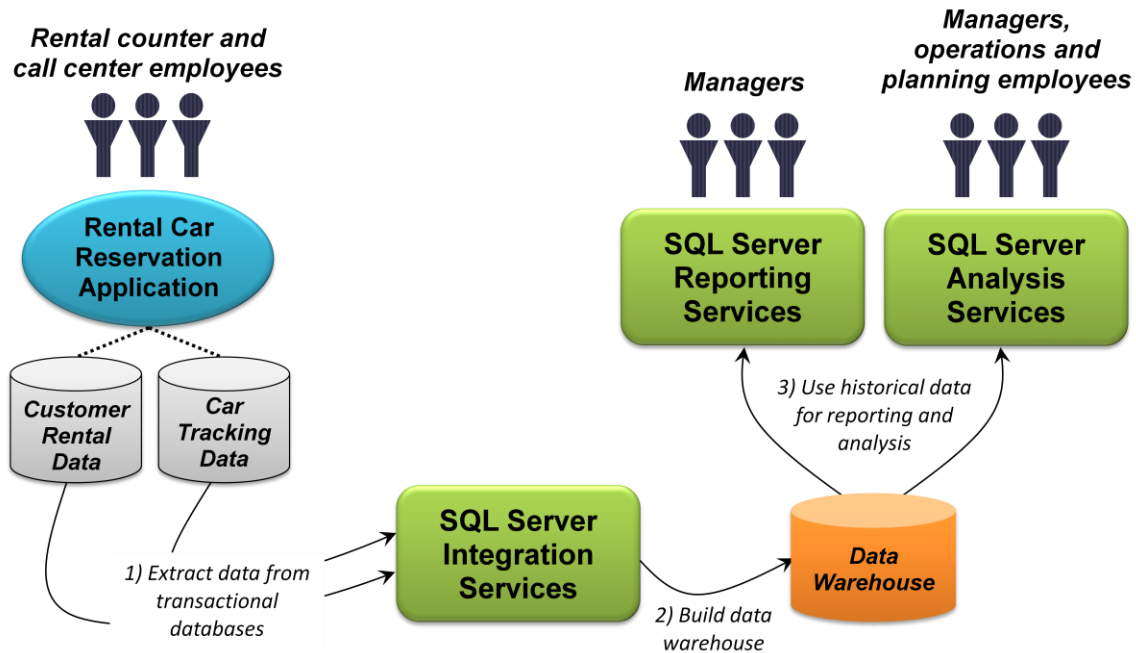 Rental counter and
call center employees
Managers
Managers,
operations and
planning employees
Rental Car
Reservation
Application
SQL Server
Reporting
Services
SQL Server
Analysis
Services
Customer
Rental
Data
Car
Tracking
Data
3) Use historical data
for reporting and
analysis
SQL Server
Integration
Services
1) Extract data from
transactional
databases
2) Build data
warehouse
Data
Warehouse